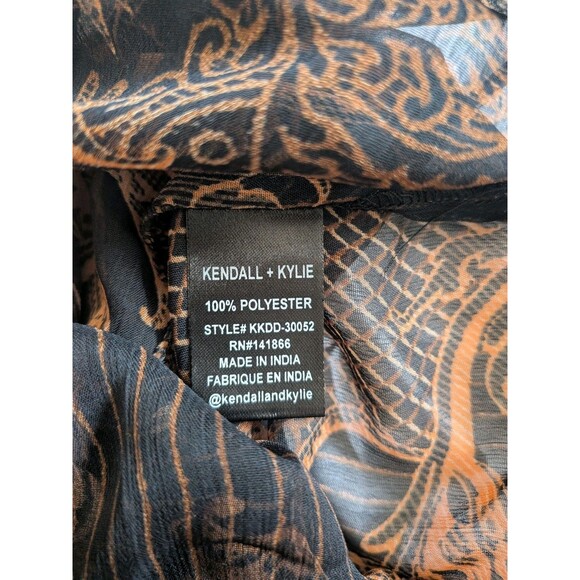 KENDALL + KYLIE
100% POLYESTER
STYLE# KKDD-30052
RN#141866
MADE IN INDIA
FABRIQUE EN INDIA
@kendallandkylie